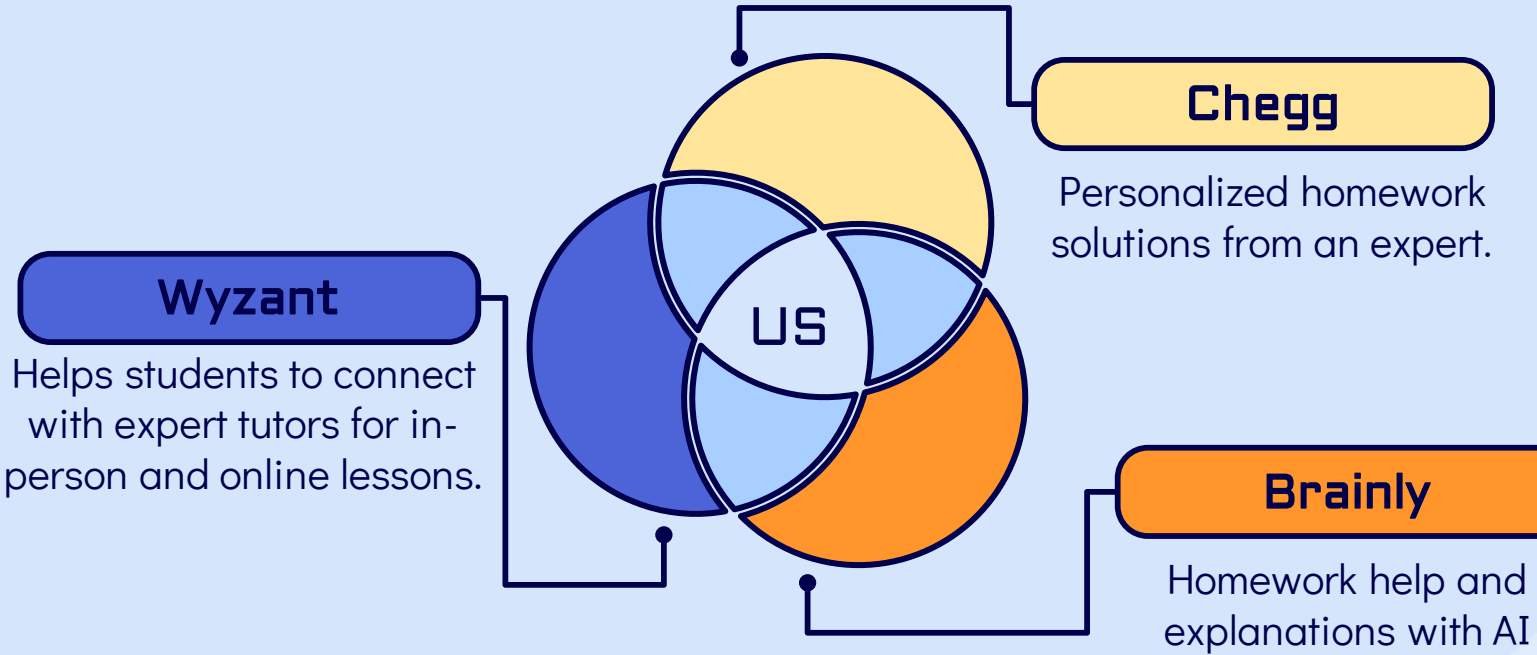 Chegg
Personalized homework
solutions from an expert.
Wyzant
Helps students to connect
with expert tutors for in-
person and online lessons.
US
Brainly
Homework help and
explanations with AI